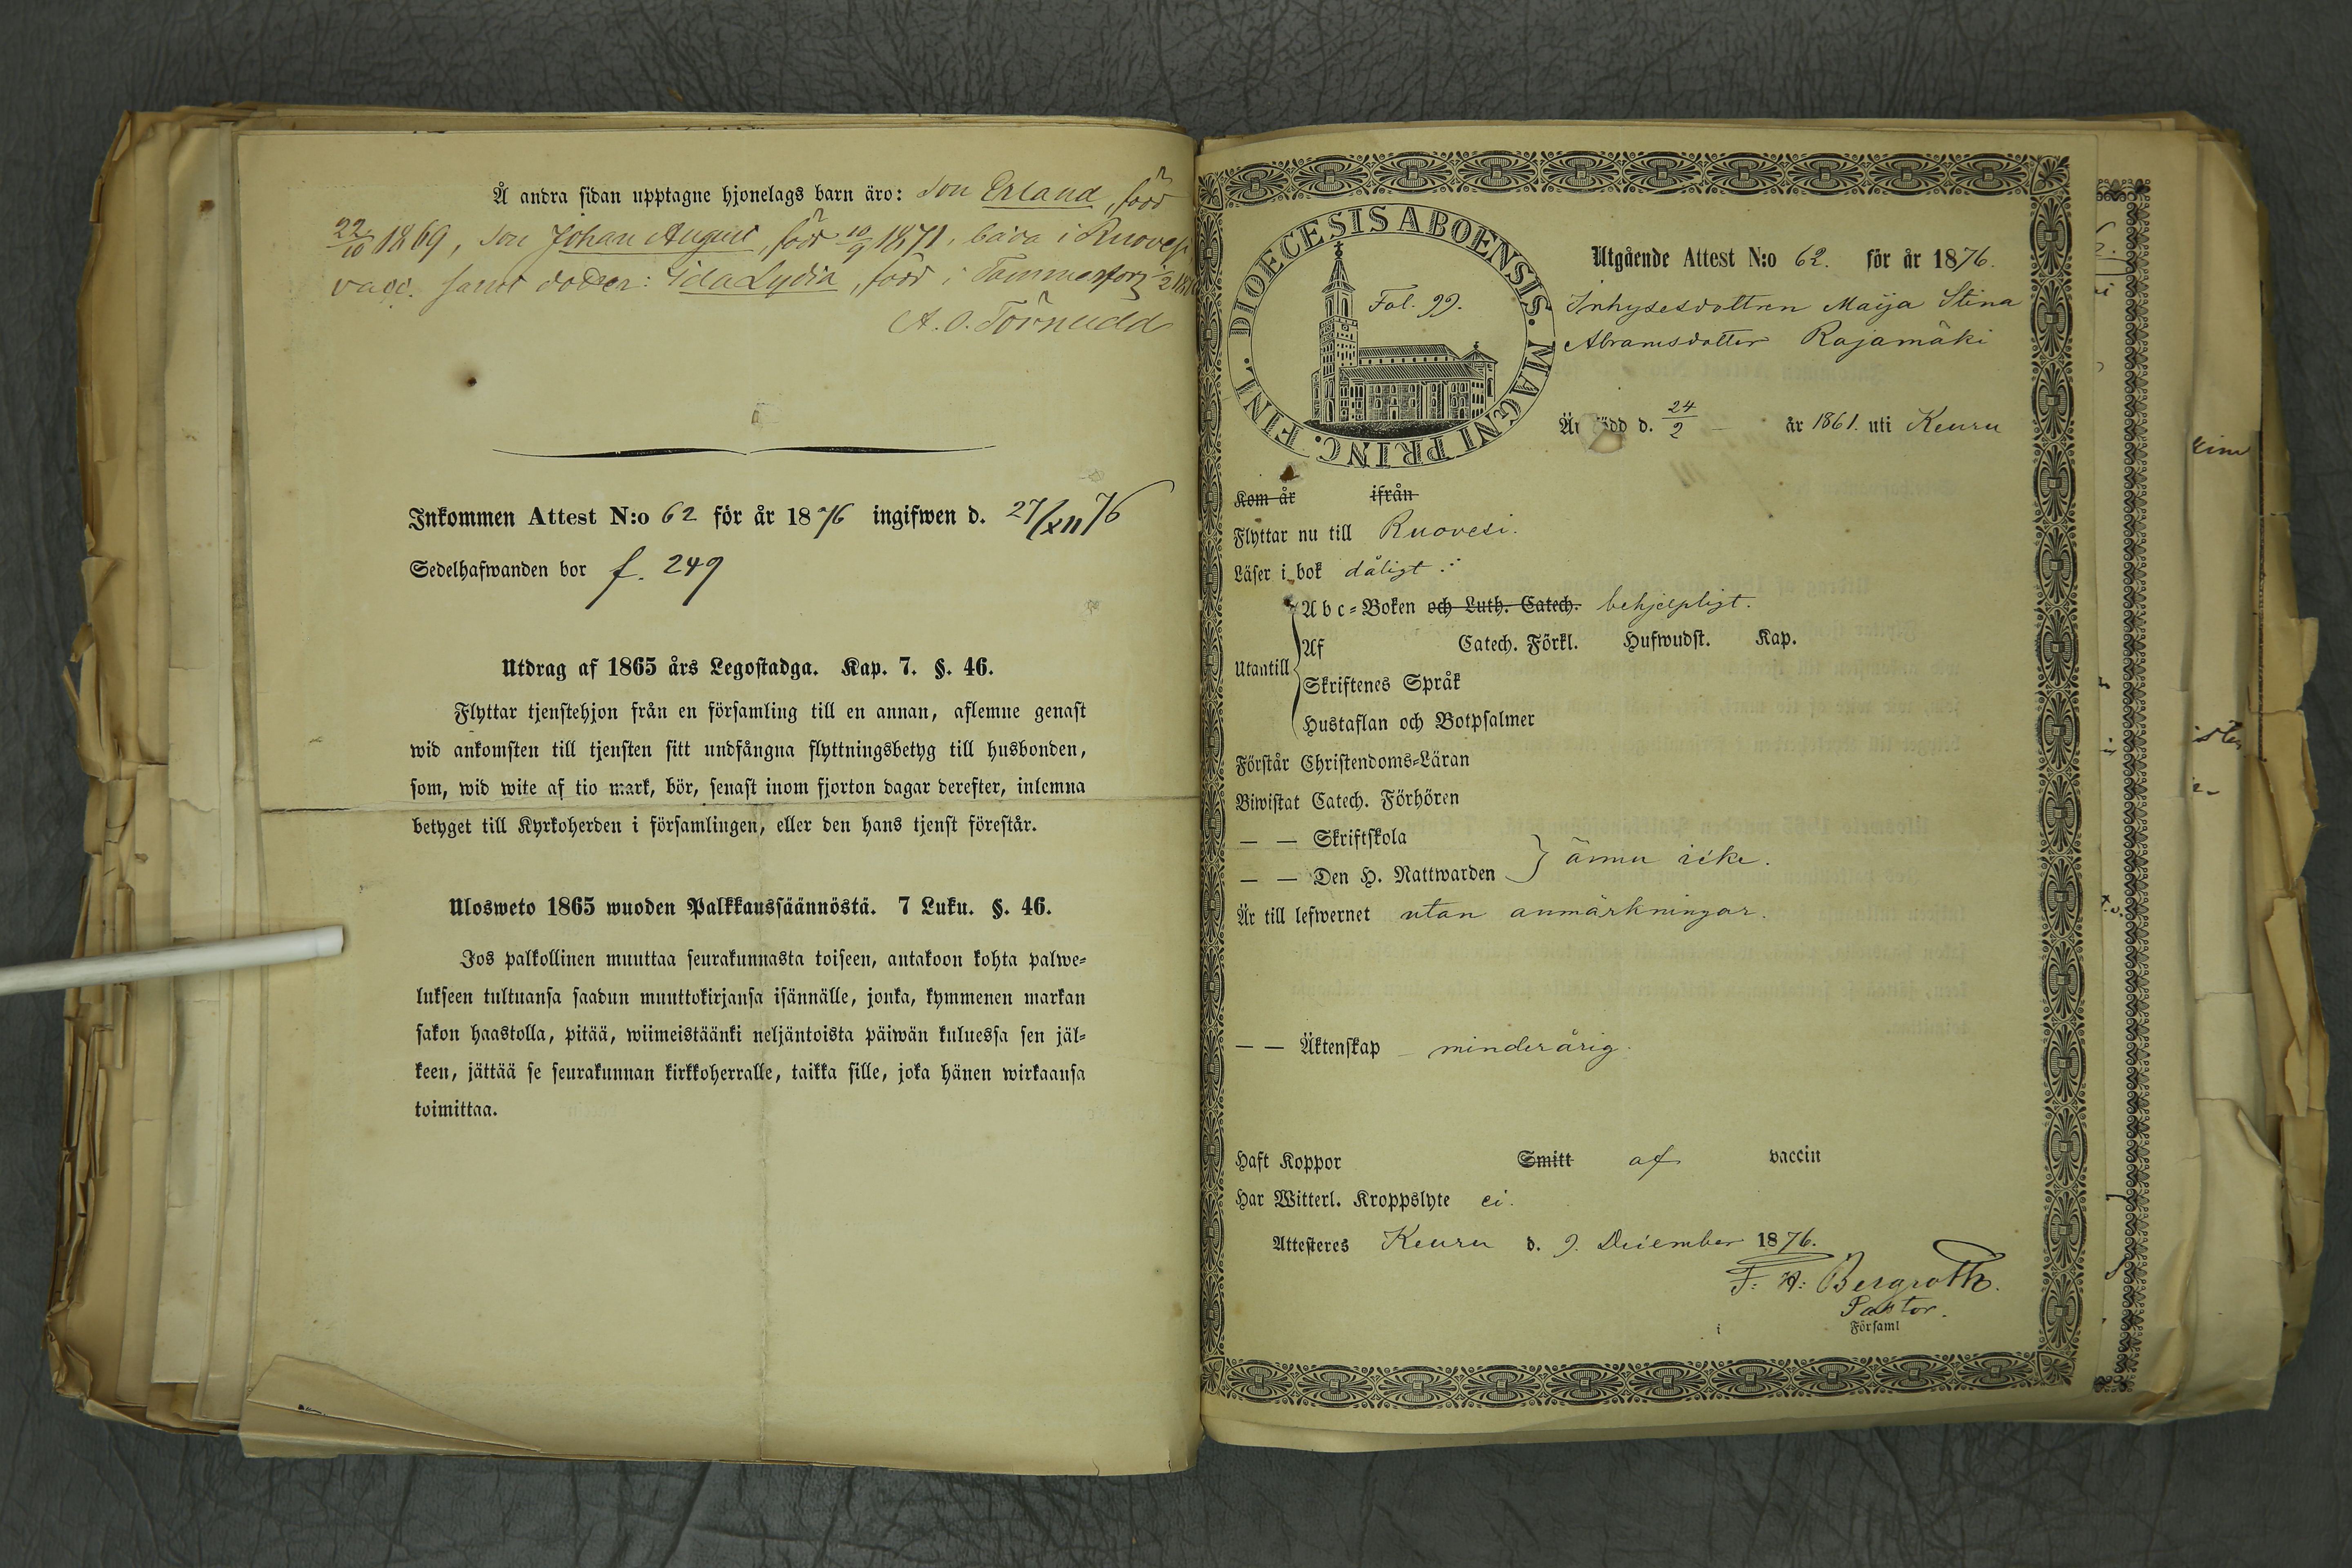 Å andra sidan upptagne hjonelags barn äro: son Erland, född
22/10 1869, son Johan August, född 10/9 1871, båda i Ruovesi,
vacc. samt dotter: Ida Lydia, född i Tammerfors
A. O. Törnudd
Inkommen Attest N:o 62 för år 1876 ingifwen d. 27/XII 76
Sedelhafwanden bor f. 249
Utdrag af 1865 års Legostadga. Kap. 7. §. 46.
Flyttar tjenstehjon från en församling till en annan, aflemne genast
wid ankomsten till tjensten sitt undfångna flyttningsbetyg till husbonden,
som, wid wite af tio mark, bör, senast inom fjorton dagar derefter, inlemna
betyget till Kyrkoherden i församlingen, eller den hans tjenst förestår.
Ulosweto 1865 wuoden Palkkaussäännöstä. 7 Luku. §. 46.
Jos palkollinen muuttaa seurakunnasta toiseen, antakoon kohta palwe-
lukseen tultuansa saadun muuttokirjansa isännälle, jonka, kymmenen markan
sakon haastolla, pitää, wiimeistäänki neljäntoista päiwän kuluessa sen jäl-
keen, jättää se seurakunnan kirkkoherralle, taikka sille, joka hänen wirkaansa
toimittaa.
DIOECESIS ABOENSIS. MAGNI PRINC. FINL.
Fol. 99.
Utgående Attest N:o 62. för år 1876.
Inhysesdottren Maija Stina
Abramsdotter Rajamäki
Är född d. 24/2 år 1861. uti Keuru
Kom år ifrån
Flyttar nu till Ruovesi.
Läser i bok dåligt.
Utantill
Abc-Boken och Luth. Catech. behjelpligt.
Af Catech. Förkl. Hufwudst. Kap.
Skriftenes Språk
Hustaflan och Botpsalmer
Förstår Christendoms-Läran
Biwistat Catech. Förhören
— — Skriftskola
— — Den H. Nattwarden } ännu icke.
Är till lefwernet utan anmärkningar.
— — Äktenskap minderårig.
Haft Koppor Smitt af vaccin
Har Witterl. Kroppslyte ei.
Attesteres Keuru d. 9. December 1876.
F. H: Bergroth.
Pastor.
i Församl